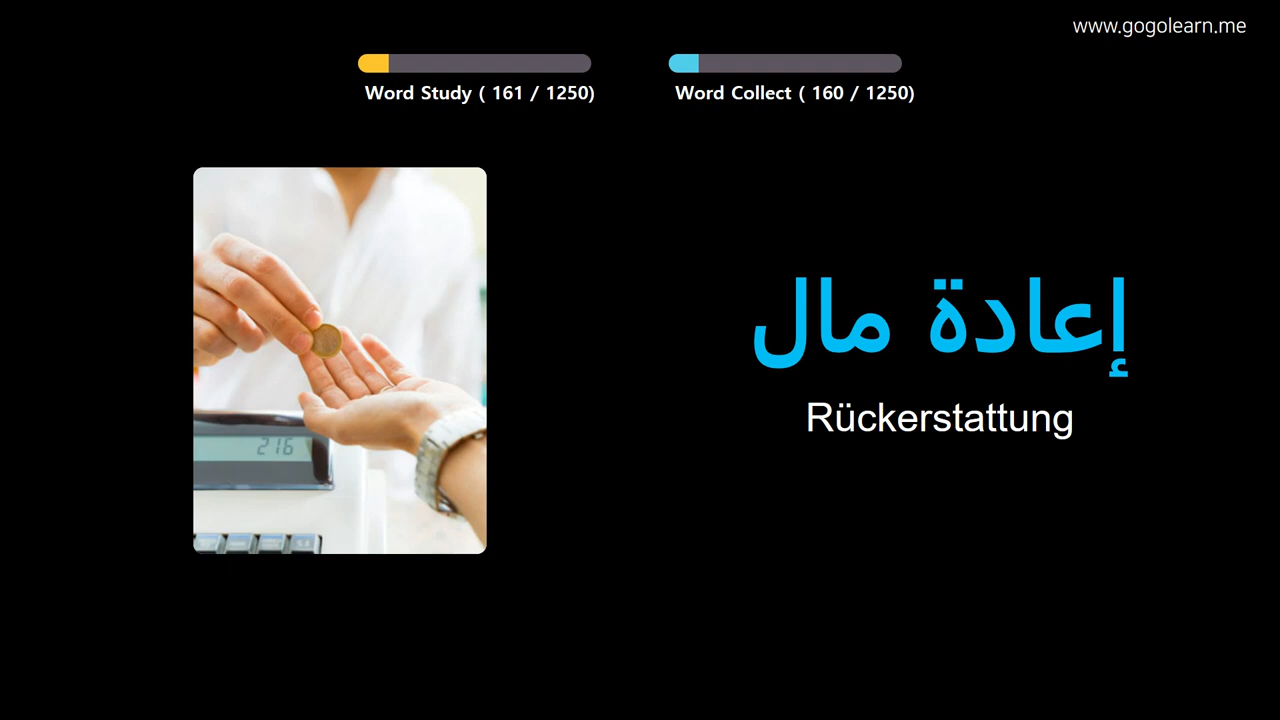 www.gogolearn.me
Word Study ( 161 / 1250)
Word Collect ( 160 / 1250)
إعادة مال
Rückerstattung
216